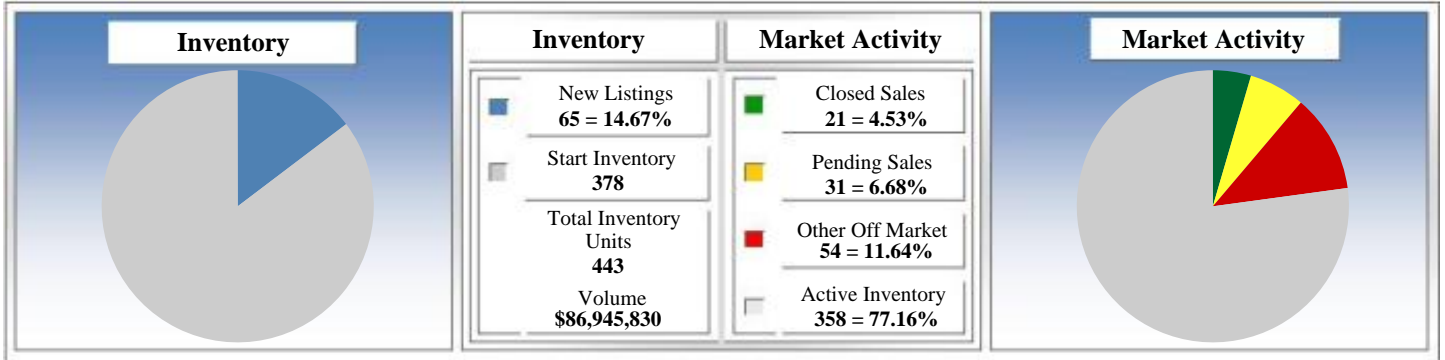 Inventory
Inventory
Market Activity
New Listings
65 = 14.67%
Start Inventory
378
Total Inventory
Units
443
Volume
$86,945,830
Closed Sales
21 = 4.53%
Pending Sales
31 = 6.68%
Other Off Market
54 = 11.64%
Active Inventory
358 = 77.16%
Market Activity